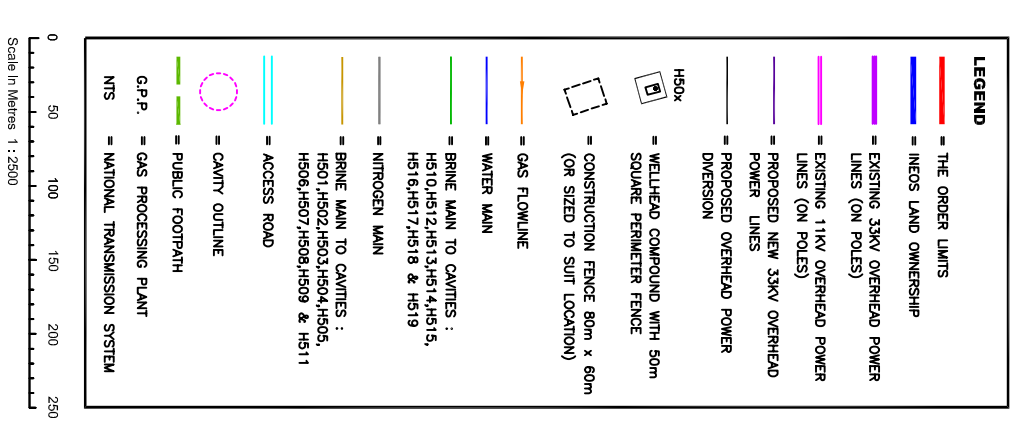 LEGEND
= THE ORDER LIMITS
= INEOS LAND OWNERSHIP
= EXISTING 33KV OVERHEAD POWER
LINES (ON POLES)
= EXISTING 11KV OVERHEAD POWER
LINES (ON POLES)
= PROPOSED NEW 33KV OVERHEAD
POWER LINES
= PROPOSED OVERHEAD POWER
DIVERSION
H50x
= WELLHEAD COMPOUND WITH 50m
SQUARE PERIMETER FENCE
= CONSTRUCTION FENCE 80m x 60m
(OR SIZED TO SUIT LOCATION)
= GAS FLOWLINE
= WATER MAIN
= BRINE MAIN TO CAVITIES :
H510,H512,H513,H514,H515,
H516,H517,H518 & H519
= NITROGEN MAIN
= BRINE MAIN TO CAVITIES :
H501,H502,H503,H504,H505,
H506,H507,H508,H509 & H511
= ACCESS ROAD
= CAVITY OUTLINE
= PUBLIC FOOTPATH
G.P.P. = GAS PROCESSING PLANT
NTS = NATIONAL TRANSMISSION SYSTEM
0 50 100 150 200 250
Scale in Metres 1 : 2500